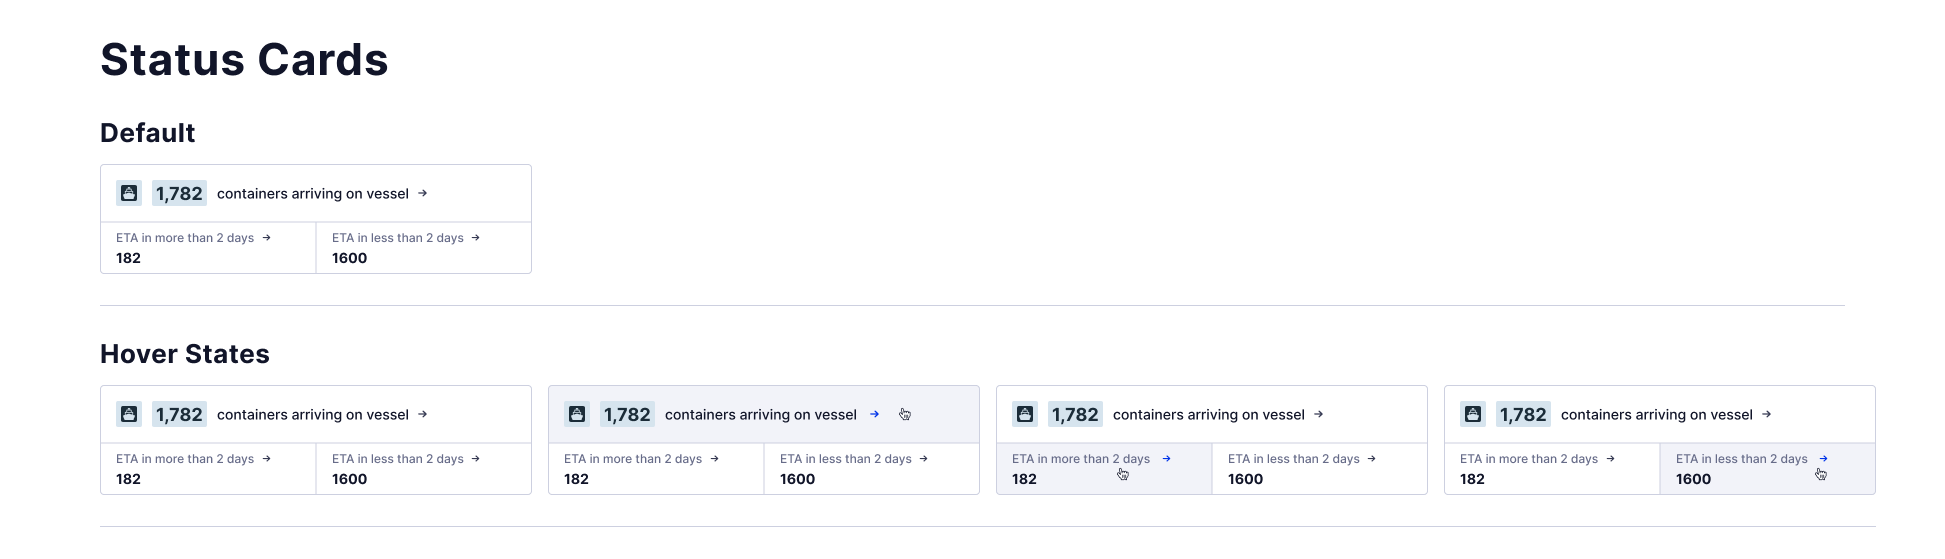 Status Cards
Default
1,782 containers arriving on vessel →
ETA in more than 2 days → ETA in less than 2 days →
182 1600
Hover States
1,782 containers arriving on vessel → 1,782 containers arriving on vessel → 1,782 containers arriving on vessel → 1,782 containers arriving on vessel →
ETA in more than 2 days → ETA in less than 2 days → ETA in more than 2 days → ETA in less than 2 days → ETA in more than 2 days → ETA in less than 2 days → ETA in more than 2 days → ETA in less than 2 days →
182 1600 182 1600 182 1600 182 1600